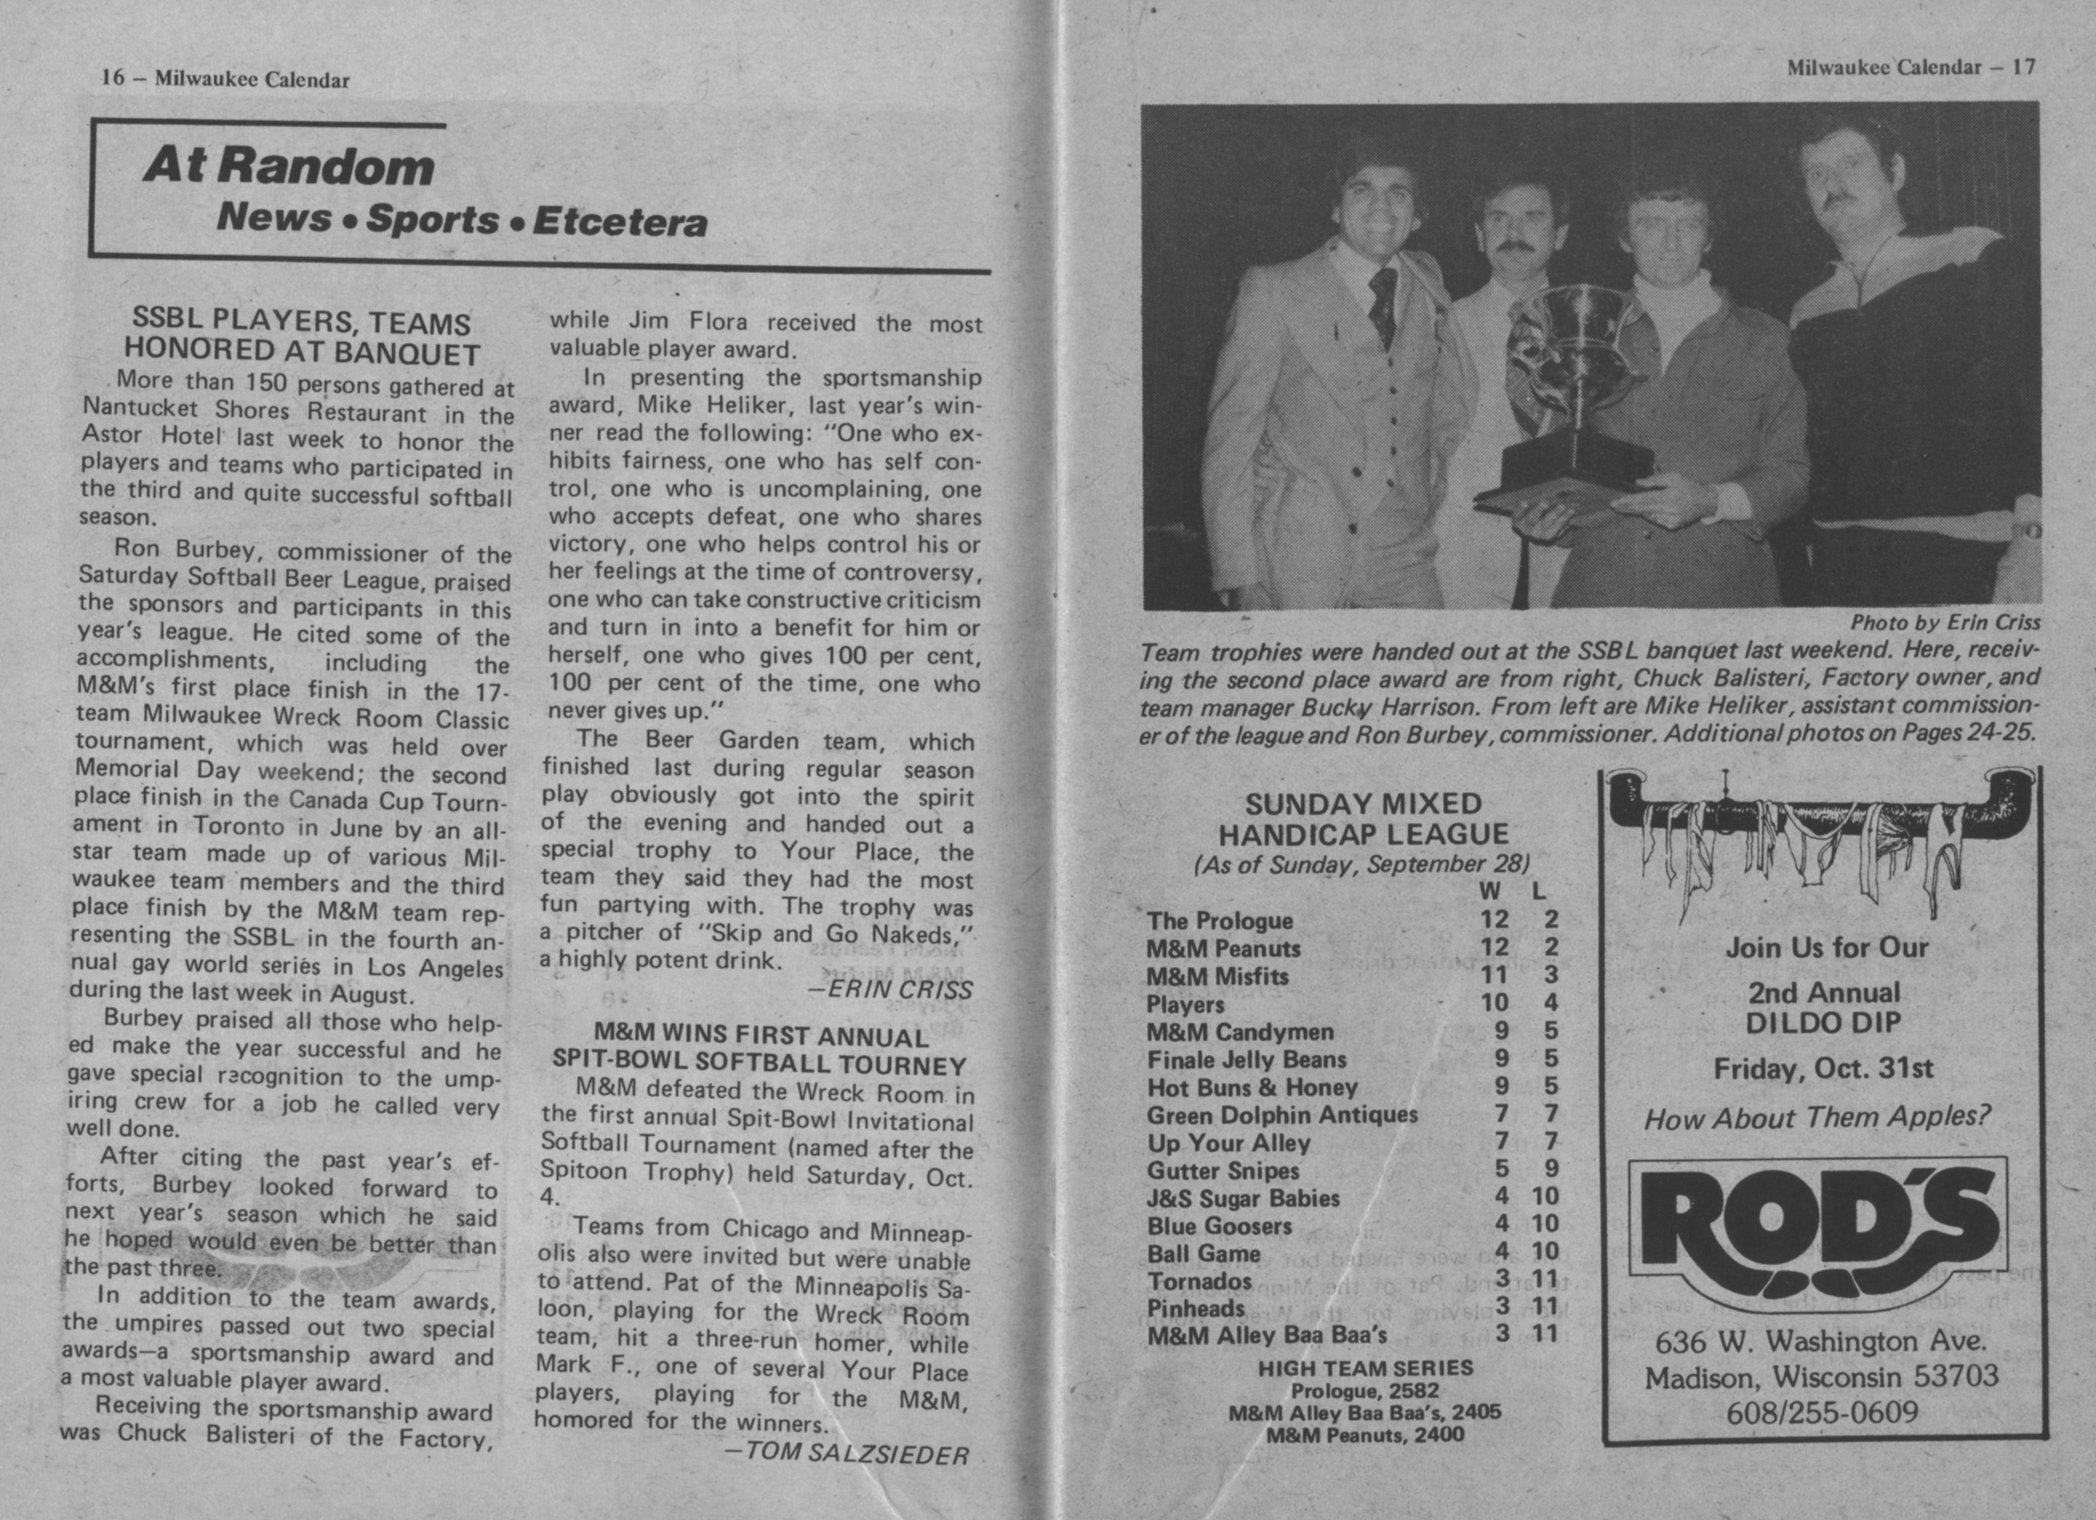 16 – Milwaukee Calendar
At Random
News • Sports • Etcetera
SSBL PLAYERS, TEAMS
HONORED AT BANQUET
More than 150 persons gathered at
Nantucket Shores Restaurant in the
Astor Hotel last week to honor the
players and teams who participated in
the third and quite successful softball
season.
Ron Burbey, commissioner of the
Saturday Softball Beer League, praised
the sponsors and participants in this
year's league. He cited some of the
accomplishments, including the
M&M's first place finish in the 17-
team Milwaukee Wreck Room Classic
tournament, which was held over
Memorial Day weekend; the second
place finish in the Canada Cup Tourn-
ament in Toronto in June by an all-
star team made up of various Mil-
waukee team members and the third
place finish by the M&M team rep-
resenting the SSBL in the fourth an-
nual gay world series in Los Angeles
during the last week in August.
Burbey praised all those who help-
ed make the year successful and he
gave special recognition to the ump-
iring crew for a job he called very
well done.
After citing the past year's ef-
forts, Burbey looked forward to
next year's season which he said
he hoped would even be better than
the past three.
In addition to the team awards,
the umpires passed out two special
awards—a sportsmanship award and
a most valuable player award.
Receiving the sportsmanship award
was Chuck Balisteri of the Factory,
while Jim Flora received the most
valuable player award.
In presenting the sportsmanship
award, Mike Heliker, last year's win-
ner read the following: "One who ex-
hibits fairness, one who has self con-
trol, one who is uncomplaining, one
who accepts defeat, one who shares
victory, one who helps control his or
her feelings at the time of controversy,
one who can take constructive criticism
and turn in into a benefit for him or
herself, one who gives 100 per cent,
100 per cent of the time, one who
never gives up."
The Beer Garden team, which
finished last during regular season
play obviously got into the spirit
of the evening and handed out a
special trophy to Your Place, the
team they said they had the most
fun partying with. The trophy was
a pitcher of "Skip and Go Nakeds,"
a highly potent drink.
—ERIN CRISS
M&M WINS FIRST ANNUAL
SPIT-BOWL SOFTBALL TOURNEY
M&M defeated the Wreck Room in
the first annual Spit-Bowl Invitational
Softball Tournament (named after the
Spitoon Trophy) held Saturday, Oct.
4.
Teams from Chicago and Minneap-
olis also were invited but were unable
to attend. Pat of the Minneapolis Sa-
loon, playing for the Wreck Room
team, hit a three-run homer, while
Mark F., one of several Your Place
players, playing for the M&M,
homored for the winners.
—TOM SALZSIEDER
Milwaukee Calendar – 17
Photo by Erin Criss
Team trophies were handed out at the SSBL banquet last weekend. Here, receiv-
ing the second place award are from right, Chuck Balisteri, Factory owner, and
team manager Bucky Harrison. From left are Mike Heliker, assistant commission-
er of the league and Ron Burbey, commissioner. Additional photos on Pages 24-25.
SUNDAY MIXED
HANDICAP LEAGUE
(As of Sunday, September 28)
W L
The Prologue 12 2
M&M Peanuts 12 2
M&M Misfits 11 3
Players 10 4
M&M Candymen 9 5
Finale Jelly Beans 9 5
Hot Buns & Honey 9 5
Green Dolphin Antiques 7 7
Up Your Alley 7 7
Gutter Snipes 5 9
J&S Sugar Babies 4 10
Blue Goosers 4 10
Ball Game 4 10
Tornados 3 11
Pinheads 3 11
M&M Alley Baa Baa's 3 11
HIGH TEAM SERIES
Prologue, 2582
M&M Alley Baa Baa's, 2405
M&M Peanuts, 2400
Join Us for Our
2nd Annual
DILDO DIP
Friday, Oct. 31st
How About Them Apples?
ROD'S
636 W. Washington Ave.
Madison, Wisconsin 53703
608/255-0609